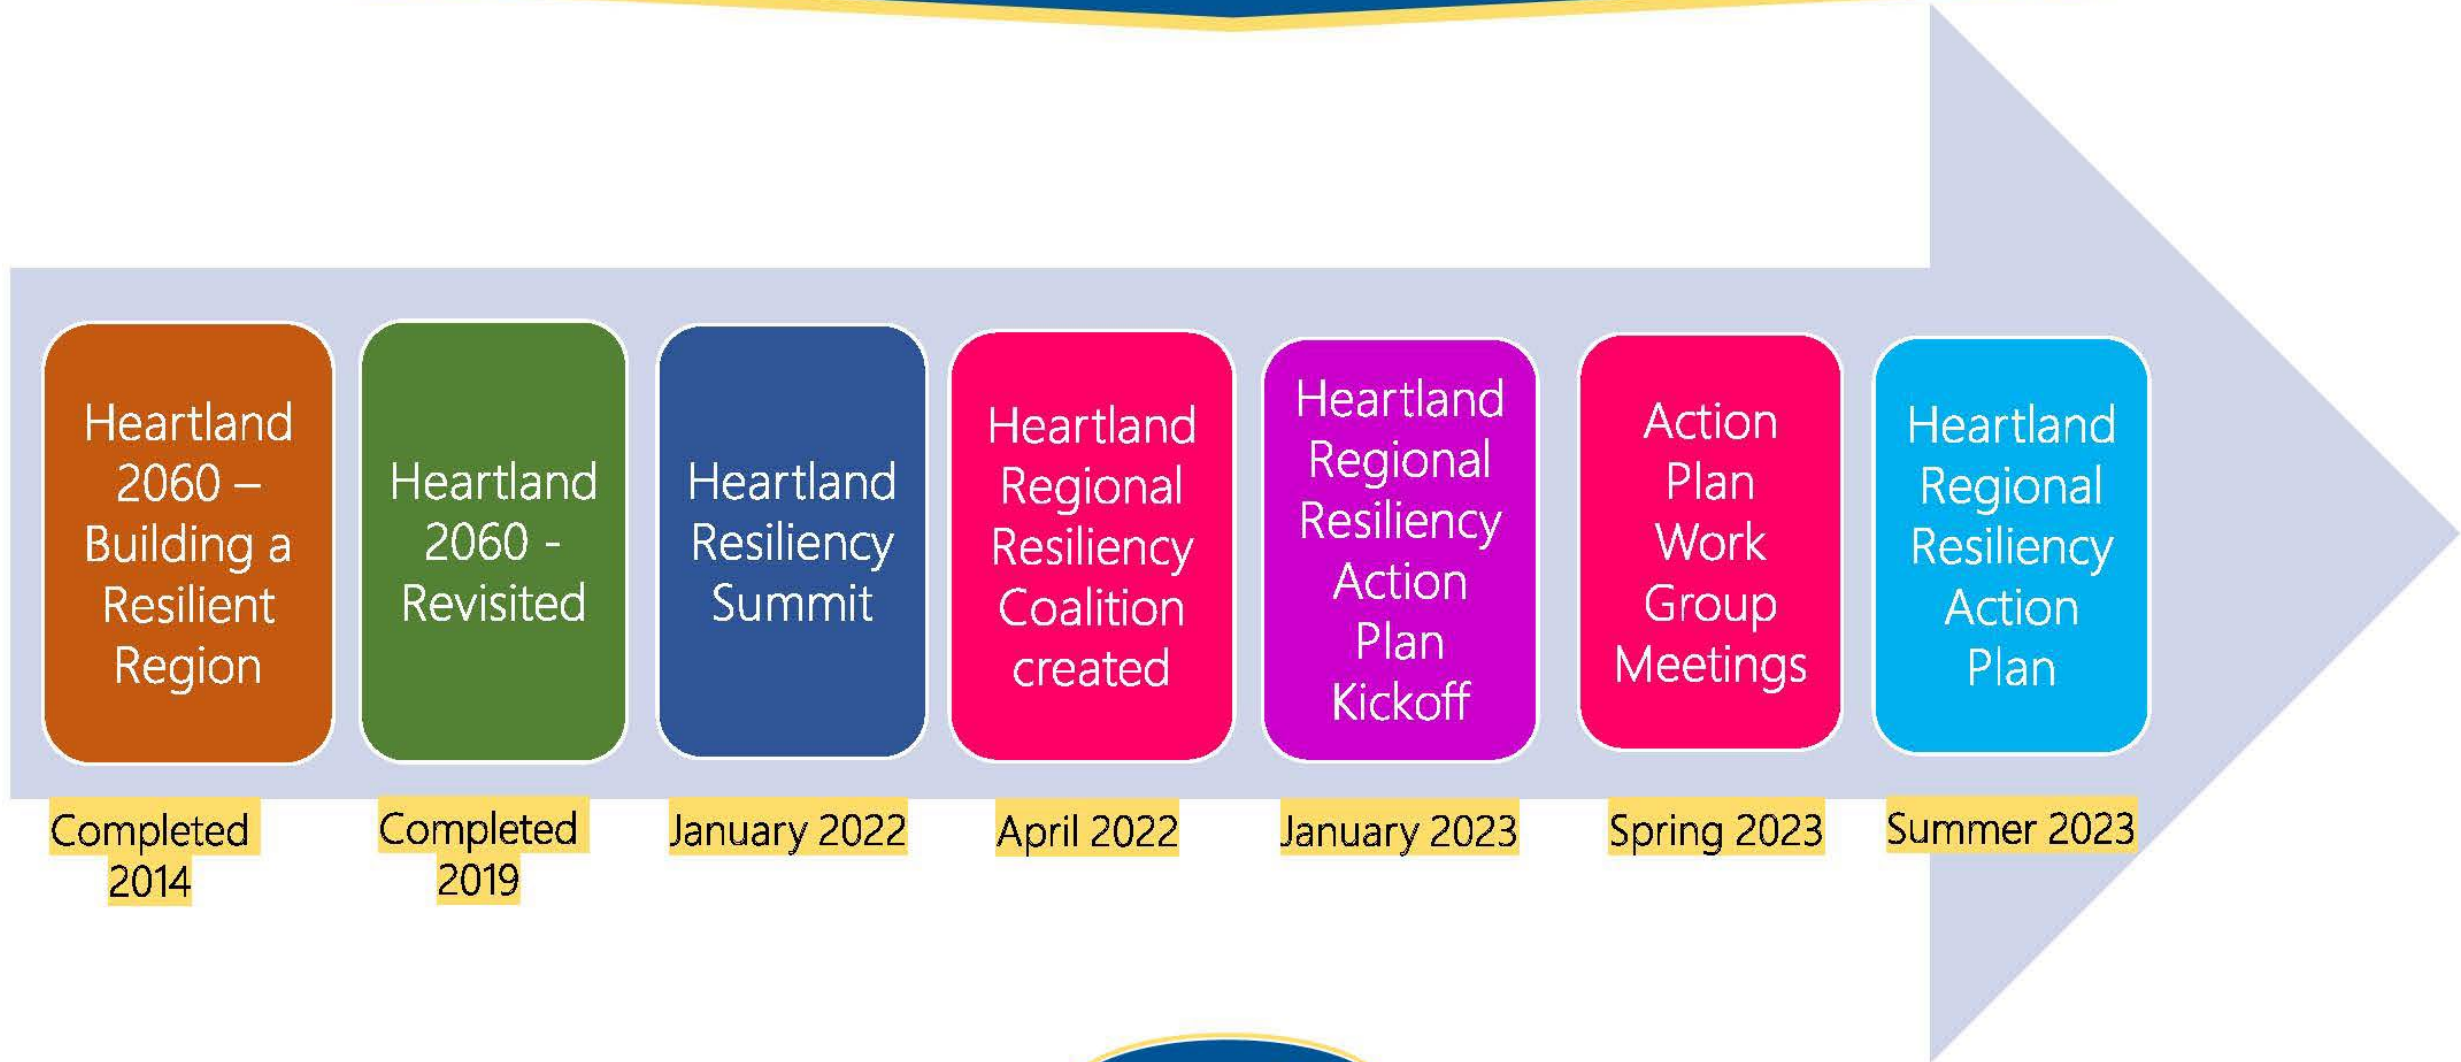 Heartland
2060 –
Building a
Resilient
Region
Completed
2014
Heartland
2060 -
Revisited
Completed
2019
Heartland
Resiliency
Summit
January 2022
Heartland
Regional
Resiliency
Coalition
created
April 2022
Heartland
Regional
Resiliency
Action
Plan
Kickoff
January 2023
Action
Plan
Work
Group
Meetings
Spring 2023
Heartland
Regional
Resiliency
Action
Plan
Summer 2023